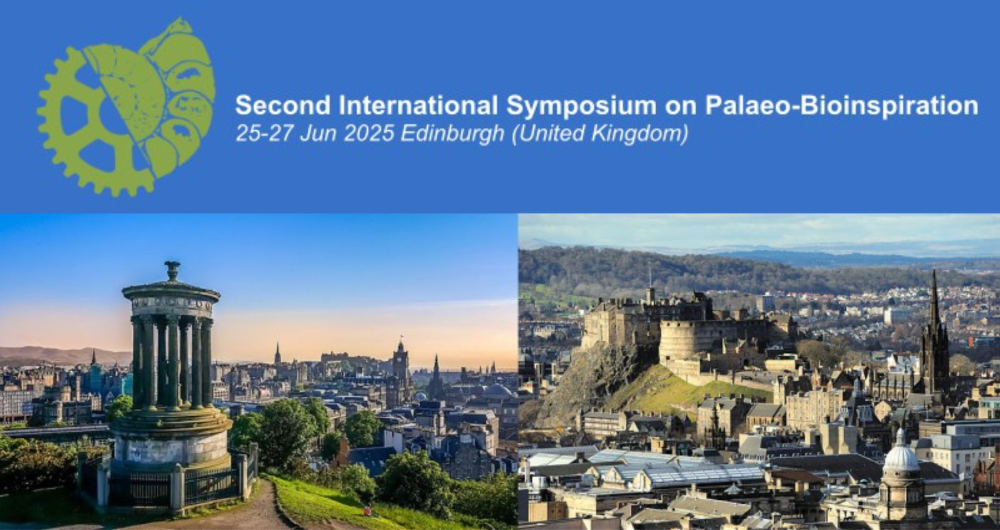 Second International Symposium on Palaeo-Bioinspiration
25-27 Jun 2025 Edinburgh (United Kingdom)